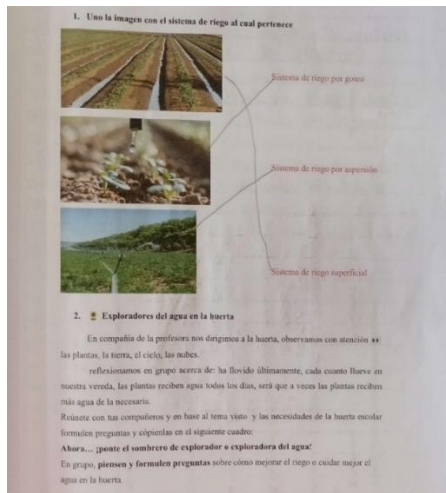 1. Uno la imagen con el sistema de riego al cual pertenece
Sistema de riego por goteo
Sistema de riego por aspersión
Sistema de riego superficial
2. Exploradores del agua en la huerta
En compañía de la profesora nos dirigimos a la huerta, observamos con atención 👀
las plantas, la tierra, el cielo, las nubes.
reflexionamos en grupo acerca de: ha llovido últimamente, cada cuanto llueve en
nuestra vereda, las plantas reciben agua todos los días, será que a veces las plantas reciben
más agua de la necesaria.
Reúnete con tus compañeros y en base al tema visto y las necesidades de la huerta escolar
formulen preguntas y cópienlas en el siguiente cuadro:
Ahora... ¡ponte el sombrero de explorador o exploradora del agua!
En grupo, piensen y formulen preguntas sobre cómo mejorar el riego o cuidar mejor el
agua en la huerta.